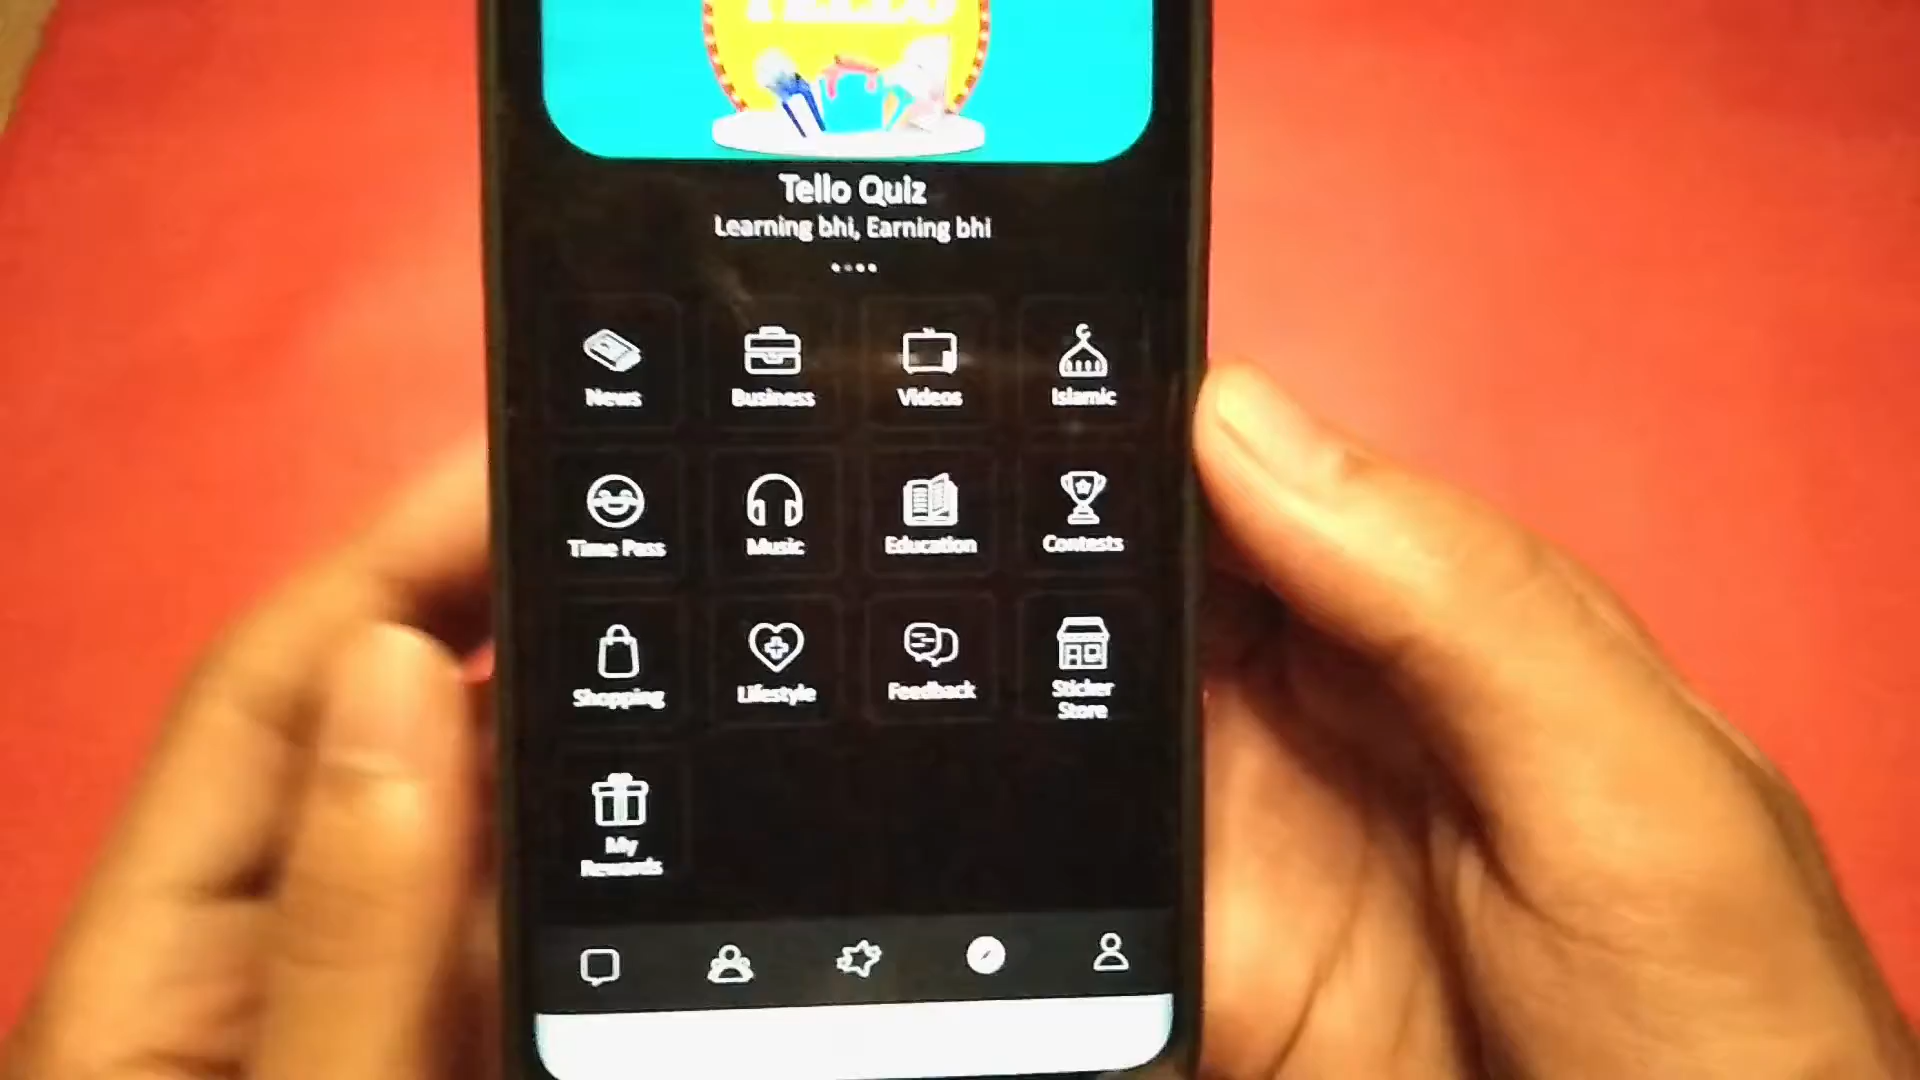 TELLO
Tello Quiz
Learning bhi, Earning bhi
News
Business
Videos
Islamic
Time Pass
Music
Education
Contests
Shopping
Lifestyle
Feedback
Sticker
Store
My
Rewards